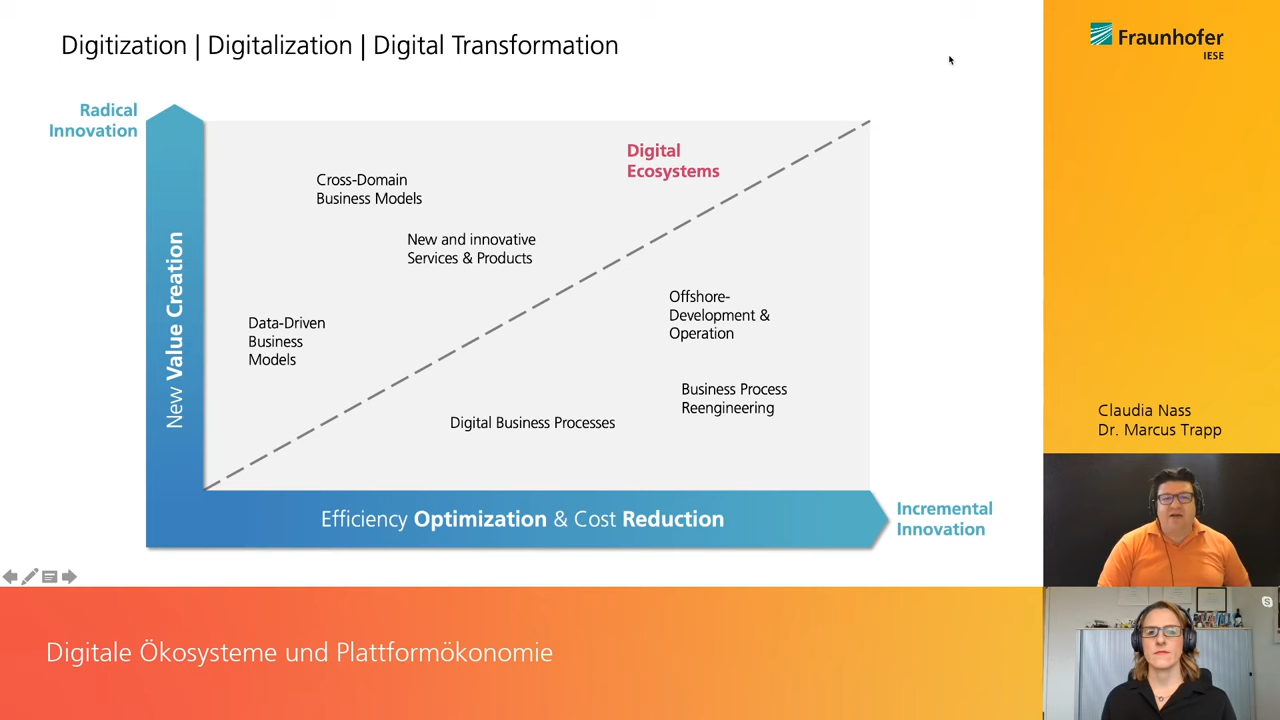 Digitization | Digitalization | Digital Transformation
Fraunhofer
IESE
Radical
Innovation
Digital
Ecosystems
Cross-Domain
Business Models
New and innovative
Services & Products
Offshore-
Development &
Operation
Data-Driven
Business
Models
Business Process
Reengineering
Digital Business Processes
New Value Creation
Efficiency Optimization & Cost Reduction
Incremental
Innovation
Claudia Nass
Dr. Marcus Trapp
Digitale Ökosysteme und Plattformökonomie